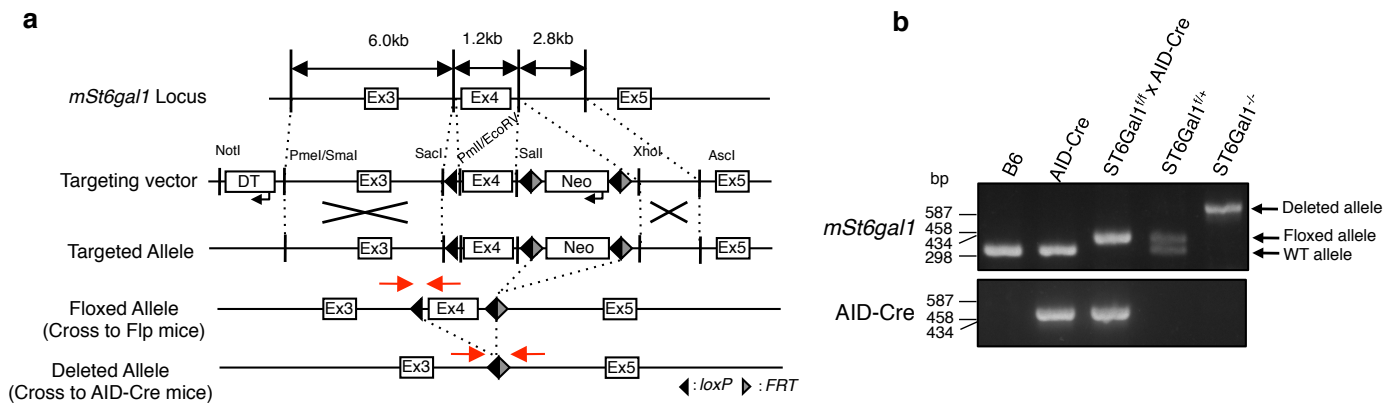 a
6.0kb 1.2kb 2.8kb
mSt6gal1 Locus Ex3 Ex4 Ex5
NotI PmeI/SmaI SacI PmlI/EcoRV SalI XhoI AscI
Targeting vector DT Ex3 Ex4 Neo Ex5
Targeted Allele Ex3 Ex4 Neo Ex5
Floxed Allele Ex3 Ex4 Ex5
(Cross to Flp mice)
Deleted Allele Ex3 Ex5
(Cross to AID-Cre mice)
: loxP : FRT
b
B6 AID-Cre ST6Gal1f/f x AID-Cre ST6Gal1f/+ ST6Gal1-/-
bp
mSt6gal1
587
458
434
298
Deleted allele
Floxed allele
WT allele
AID-Cre
587
458
434